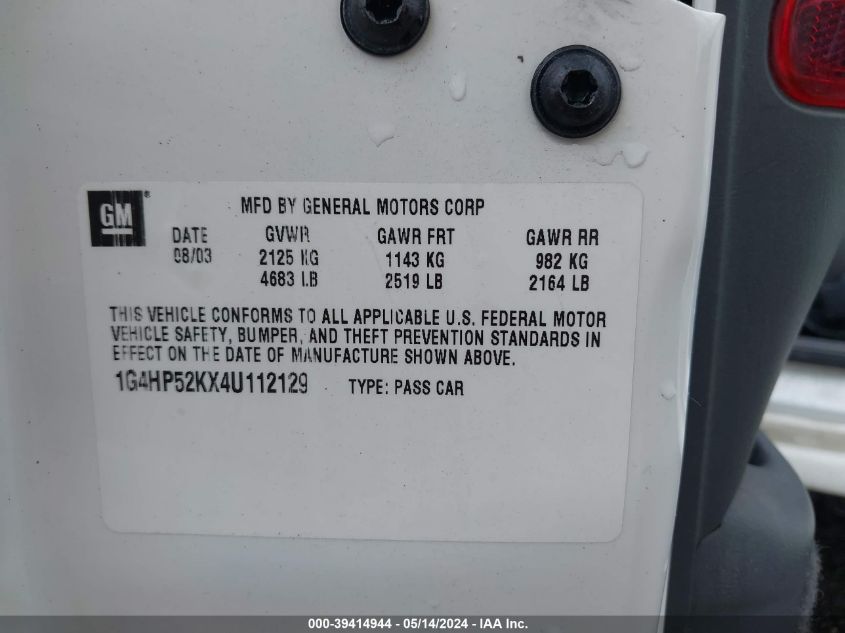 GM ®
MFD BY GENERAL MOTORS CORP
DATE GVWR GAWR FRT GAWR RR
08/03 2125 KG 1143 KG 982 KG
4683 LB 2519 LB 2164 LB
THIS VEHICLE CONFORMS TO ALL APPLICABLE U.S. FEDERAL MOTOR
VEHICLE SAFETY, BUMPER, AND THEFT PREVENTION STANDARDS IN
EFFECT ON THE DATE OF MANUFACTURE SHOWN ABOVE.
1G4HP52KX4U112129 TYPE: PASS CAR
000-39414944 - 05/14/2024 - IAA Inc.